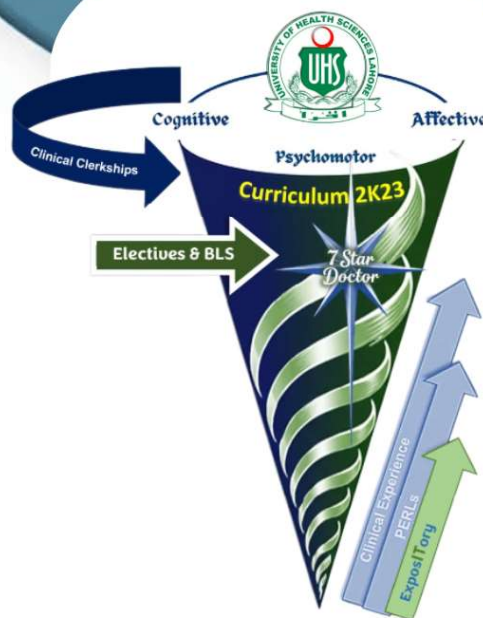 UNIVERSITY OF HEALTH SCIENCES LAHORE
UHS
اقرأ
Cognitive
Affective
Psychomotor
Clinical Clerkships
Curriculum 2K23
Electives & BLS
7 Star
Doctor
Clinical Experience
PERLs
ExposITory